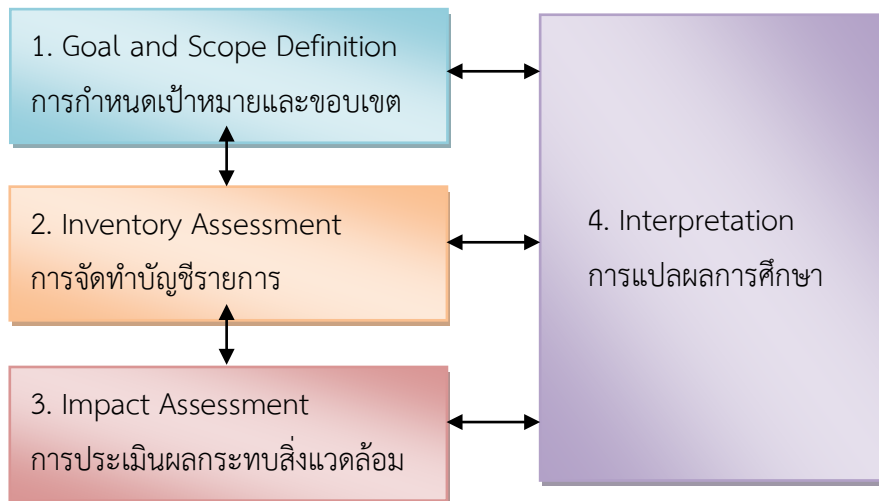 1. Goal and Scope Definition
การกำหนดเป้าหมายและขอบเขต
2. Inventory Assessment
การจัดทำบัญชีรายการ
3. Impact Assessment
การประเมินผลกระทบสิ่งแวดล้อม
4. Interpretation
การแปลผลการศึกษา